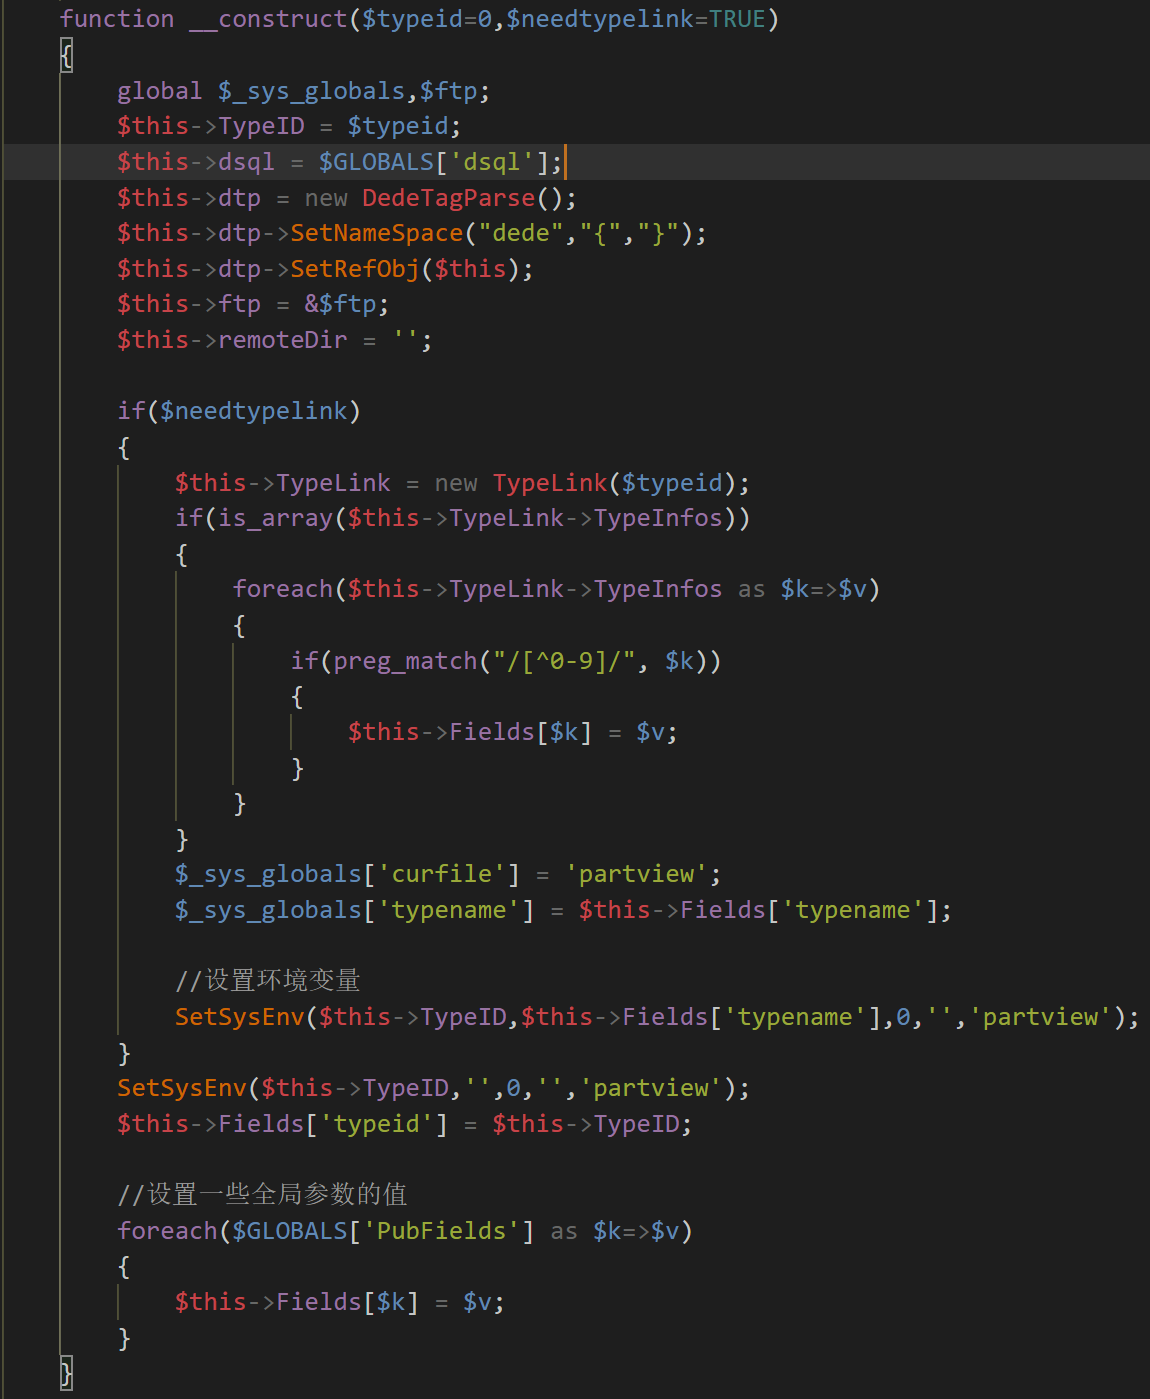 function __construct($typeid=0,$needtypelink=TRUE)
{
global $_sys_globals,$ftp;
$this->TypeID = $typeid;
$this->dsql = $GLOBALS['dsql'];
$this->dtp = new DedeTagParse();
$this->dtp->SetNameSpace("dede","{","}");
$this->dtp->SetRefObj($this);
$this->ftp = &$ftp;
$this->remoteDir = '';
if($needtypelink)
{
$this->TypeLink = new TypeLink($typeid);
if(is_array($this->TypeLink->TypeInfos))
{
foreach($this->TypeLink->TypeInfos as $k=>$v)
{
if(preg_match("/[^0-9]/", $k))
{
$this->Fields[$k] = $v;
}
}
}
$_sys_globals['curfile'] = 'partview';
$_sys_globals['typename'] = $this->Fields['typename'];
//设置环境变量
SetSysEnv($this->TypeID,$this->Fields['typename'],0,'','partview');
}
SetSysEnv($this->TypeID,'',0,'','partview');
$this->Fields['typeid'] = $this->TypeID;
//设置一些全局参数的值
foreach($GLOBALS['PubFields'] as $k=>$v)
{
$this->Fields[$k] = $v;
}
}